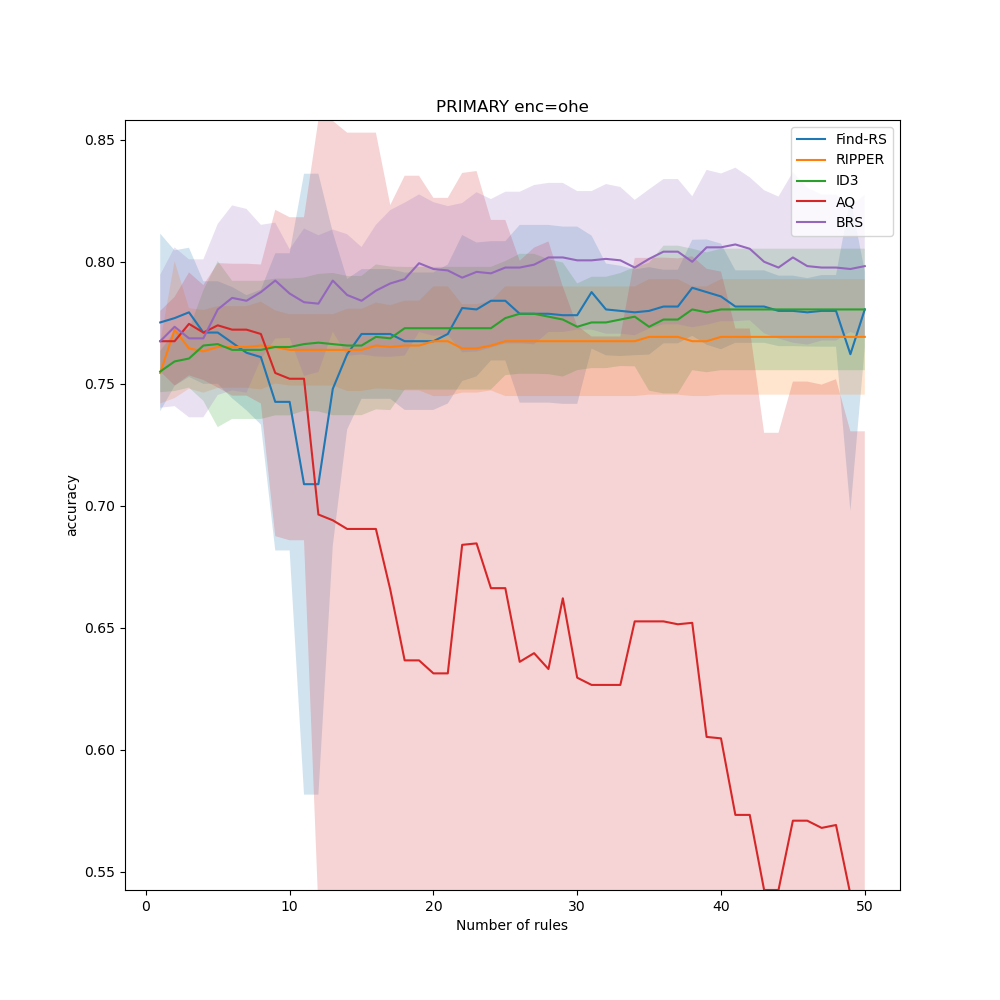 PRIMARY enc=ohe
Find-RS
RIPPER
ID3
AQ
BRS
0.85
0.80
0.75
0.70
0.65
0.60
0.55
accuracy
0 10 20 30 40 50
Number of rules